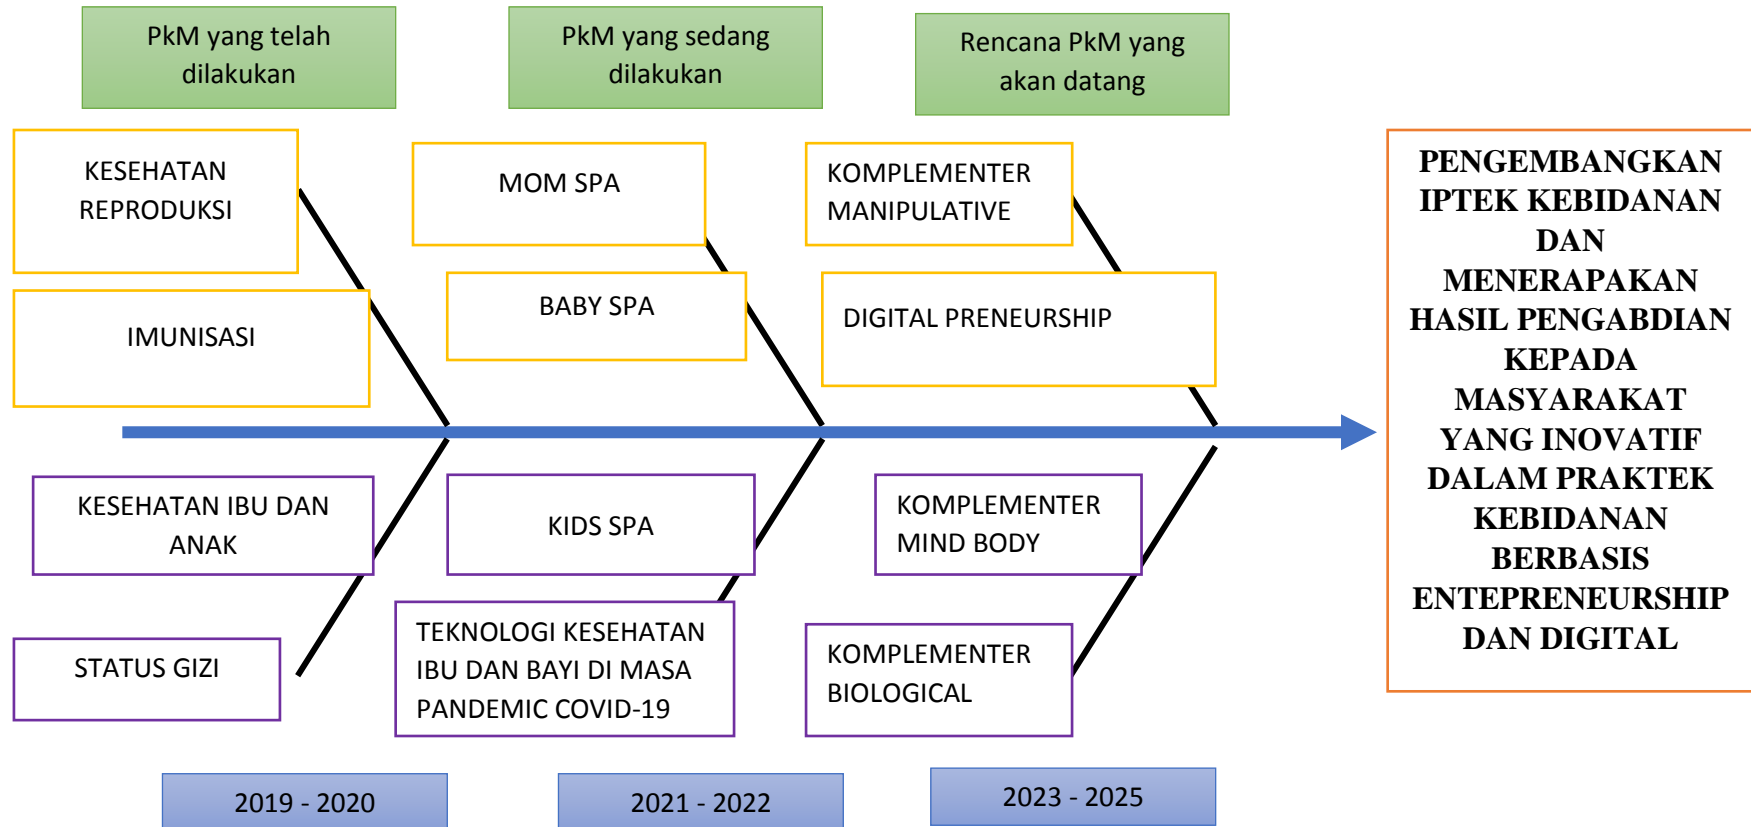 PkM yang telah
dilakukan
PkM yang sedang
dilakukan
Rencana PkM yang
akan datang
KESEHATAN
REPRODUKSI
MOM SPA
KOMPLEMENTER
MANIPULATIVE
IMUNISASI
BABY SPA
DIGITAL PRENEURSHIP
KESEHATAN IBU DAN
ANAK
KIDS SPA
KOMPLEMENTER
MIND BODY
STATUS GIZI
TEKNOLOGI KESEHATAN
IBU DAN BAYI DI MASA
PANDEMIC COVID-19
KOMPLEMENTER
BIOLOGICAL
2019 - 2020
2021 - 2022
2023 - 2025
PENGEMBANGKAN
IPTEK KEBIDANAN
DAN
MENERAPAKAN
HASIL PENGABDIAN
KEPADA
MASYARAKAT
YANG INOVATIF
DALAM PRAKTEK
KEBIDANAN
BERBASIS
ENTEPRENEURSHIP
DAN DIGITAL